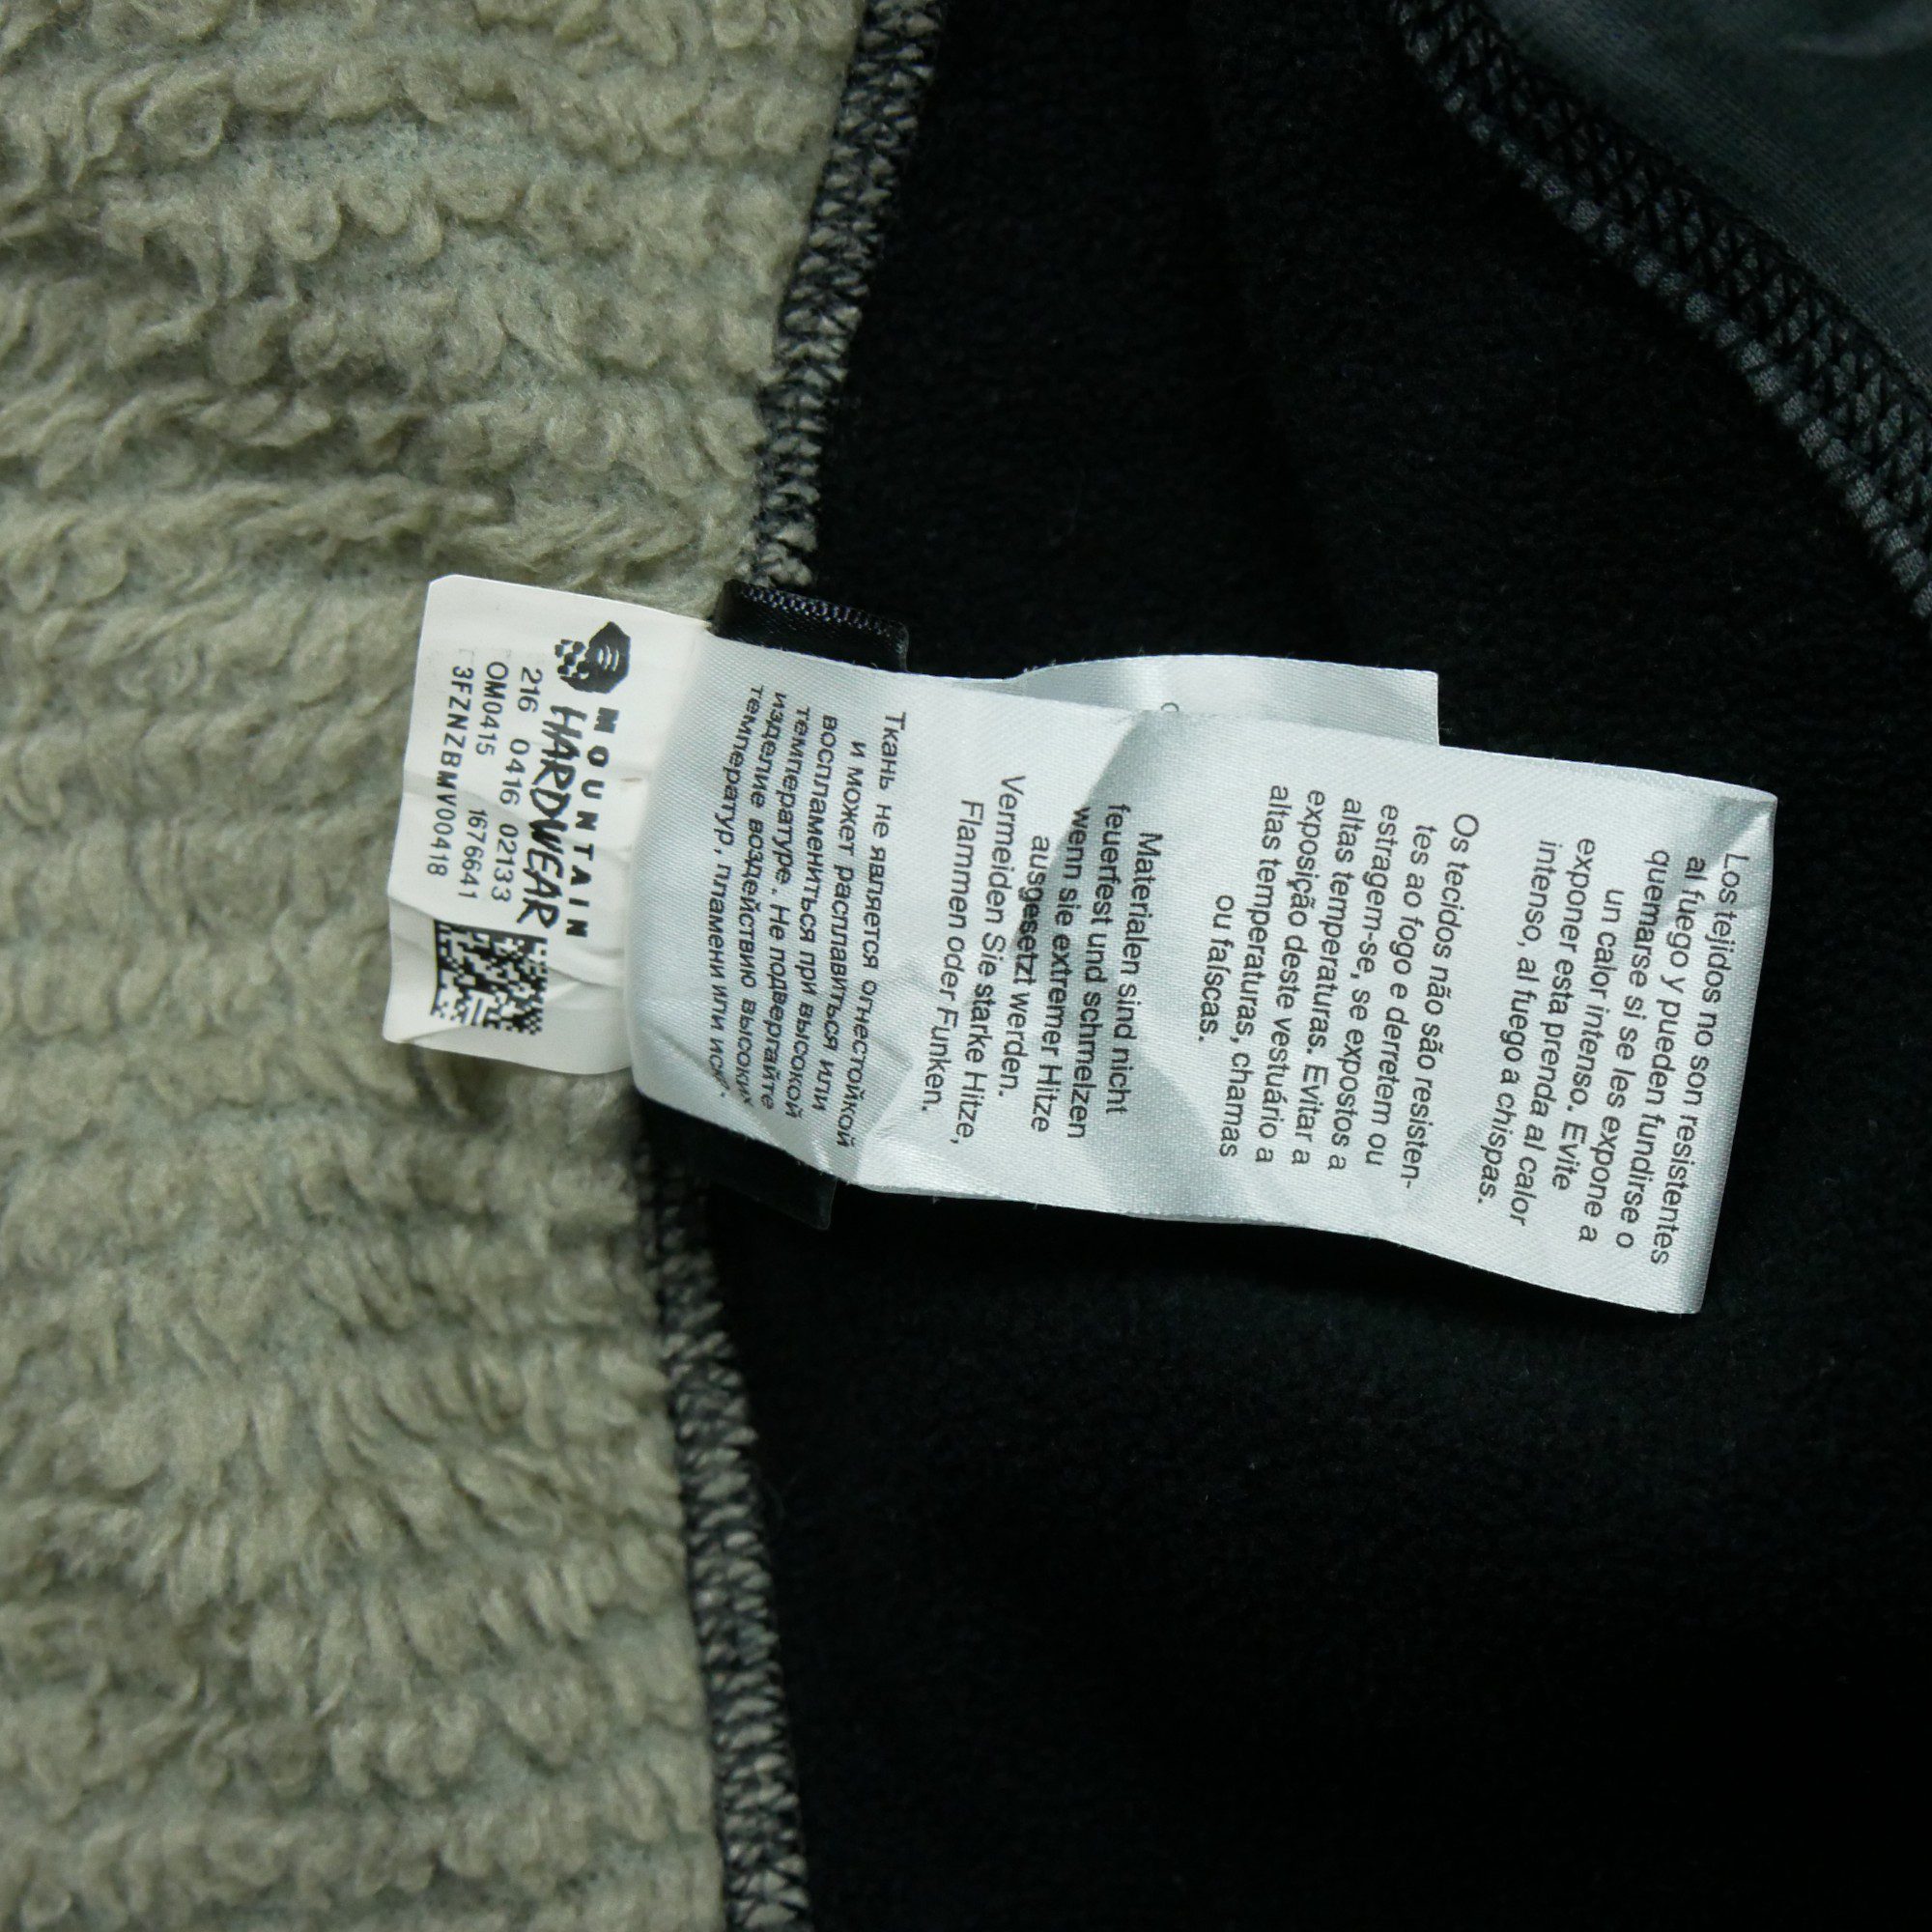 Los tejidos no son resistentes
al fuego y pueden fundirse o
quemarse si se les expone a
un calor intenso. Evite
exponer esta prenda al calor
intenso, al fuego a chispas.
Os tecidos não são resisten-
tes ao fogo e derretem ou
estragem-se, se expostos a
altas temperaturas. Evitar a
exposição deste vestuário a
altas temperaturas, chamas
ou faíscas.
Materialen sind nicht
feuerfest und schmelzen
wenn sie extremer Hitze
ausgesetzt werden.
Vermeiden Sie starke Hitze,
Flammen oder Funken.
Ткань не является огнестойкой
и может расплавиться или
воспламениться при высокой
температуре. Не подвергайте
изделие воздействию высоких
температур, пламени или
MOUNTAIN
HARDWEAR
216 0416 02133
OM0415 1676641
3FZNZBMV00418